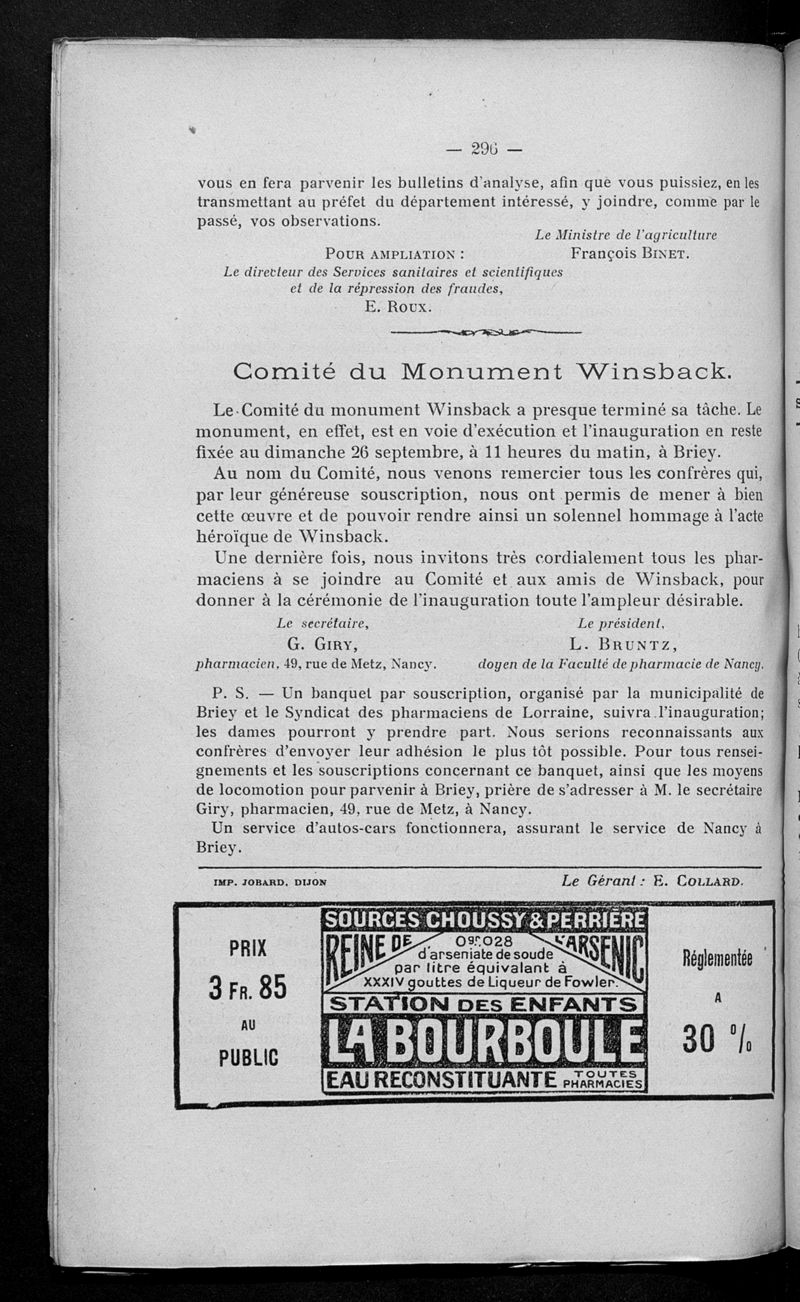 — 296 —
vous en fera parvenir les bulletins d'analyse, afin que vous puissiez, en les
transmettant au préfet du département intéressé, y joindre, comme par le
passé, vos observations.
Le Ministre de l'agriculture
POUR AMPLIATION : François BINET.
Le directeur des Services sanitaires et scientifiques
et de la répression des fraudes,
E. ROUX.
Comité du Monument Winsback.
Le Comité du monument Winsback a presque terminé sa tâche. Le
monument, en effet, est en voie d'exécution et l'inauguration en reste
fixée au dimanche 26 septembre, à 11 heures du matin, à Briey.
Au nom du Comité, nous venons remercier tous les confrères qui,
par leur généreuse souscription, nous ont permis de mener à bien
cette œuvre et de pouvoir rendre ainsi un solennel hommage à l'acte
héroïque de Winsback.
Une dernière fois, nous invitons très cordialement tous les phar-
maciens à se joindre au Comité et aux amis de Winsback, pour
donner à la cérémonie de l'inauguration toute l'ampleur désirable.
Le secrétaire, Le président,
G. GIRY, L. BRUNTZ,
pharmacien, 49, rue de Metz, Nancy. doyen de la Faculté de pharmacie de Nancy.
P. S. — Un banquet par souscription, organisé par la municipalité de
Briey et le Syndicat des pharmaciens de Lorraine, suivra l'inauguration;
les dames pourront y prendre part. Nous serions reconnaissants aux
confrères d'envoyer leur adhésion le plus tôt possible. Pour tous rensei-
gnements et les souscriptions concernant ce banquet, ainsi que les moyens
de locomotion pour parvenir à Briey, prière de s'adresser à M. le secrétaire
Giry, pharmacien, 49, rue de Metz, à Nancy.
Un service d'autos-cars fonctionnera, assurant le service de Nancy à
Briey.
IMP. JOBARD, DIJON Le Gérant : E. COLLARD.
PRIX
3 FR. 85
AU
PUBLIC
SOURCES CHOUSSY & PERRIÈRE
REINE DE L'ARSENIC
0gr.028
d'arseniate de soude
par litre équivalant à
XXXIV gouttes de Liqueur de Fowler.
STATION DES ENFANTS
LA BOURBOULE
EAU RECONSTITUANTE TOUTES
PHARMACIES
Réglementée
A
30 %